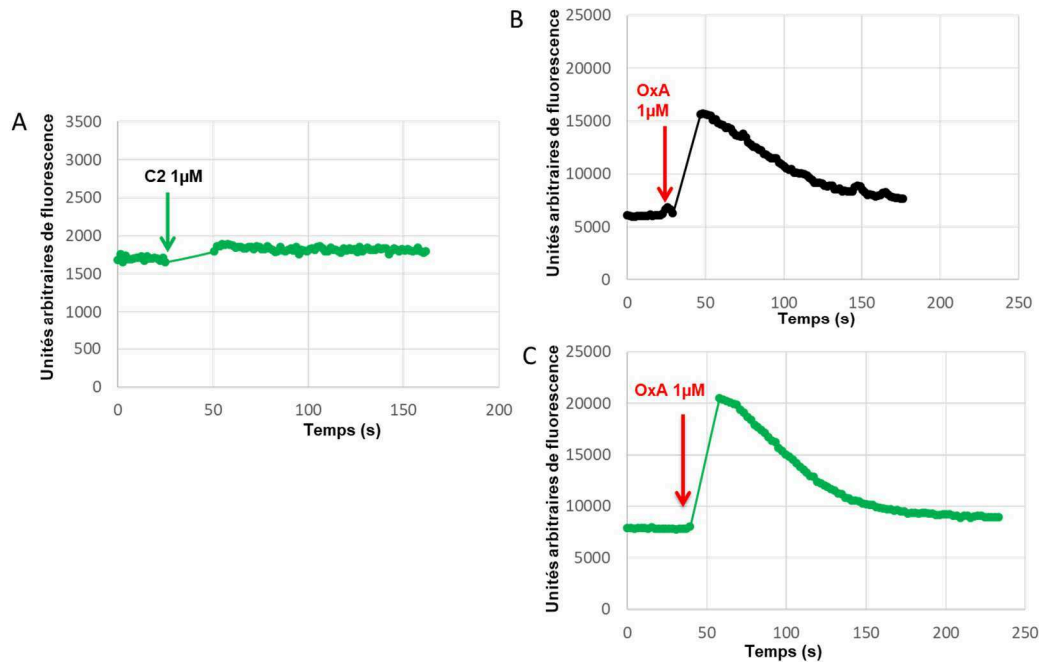 A
Unités arbitraires de fluorescence
3500
3000
2500
2000
1500
1000
500
0
C2 1µM
0 50 100 150 200
Temps (s)
B
Unités arbitraires de fluorescence
25000
20000
15000
10000
5000
0
OxA
1µM
0 50 100 150 200 250
Temps (s)
C
Unités arbitraires de fluorescence
25000
20000
15000
10000
5000
0
OxA 1µM
0 50 100 150 200 250
Temps (s)